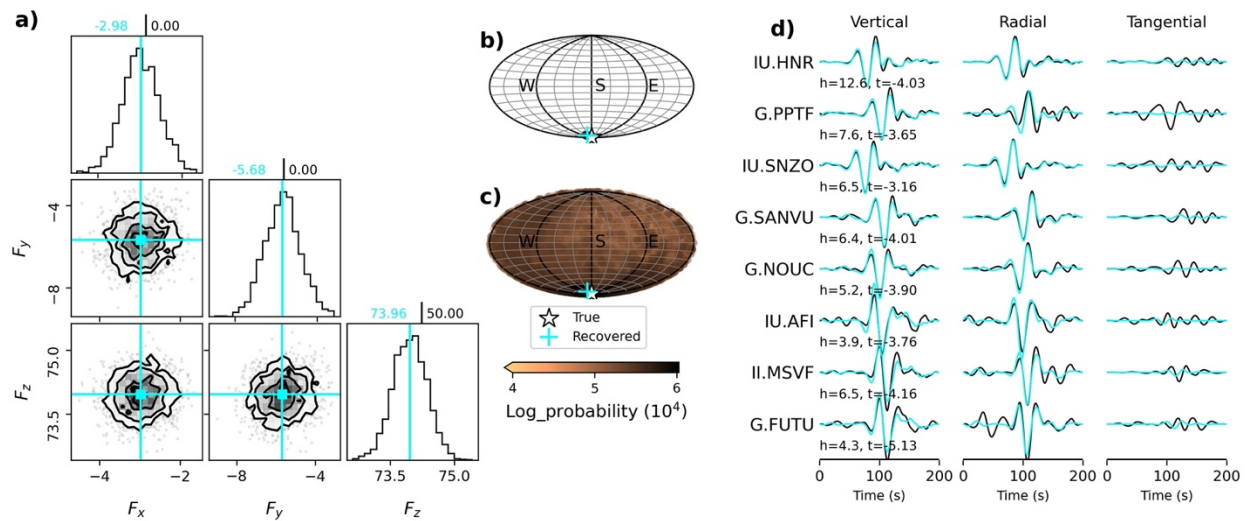 a)
-2.98 0.00
-5.68 0.00
73.96 50.00
F_y
−4
−8
F_z
75.0
73.5
−4 −2
−8 −4
73.5 75.0
F_x
F_y
F_z
b)
W S E
c)
W S E
True
Recovered
4 5 6
Log_probability (10⁴)
d)
Vertical Radial Tangential
IU.HNR
h=12.6, t=-4.03
G.PPTF
h=7.6, t=-3.65
IU.SNZO
h=6.5, t=-3.16
G.SANVU
h=6.4, t=-4.01
G.NOUC
h=5.2, t=-3.90
IU.AFI
h=3.9, t=-3.76
II.MSVF
h=6.5, t=-4.16
G.FUTU
h=4.3, t=-5.13
0 100 200 0 100 200 0 100 200
Time (s) Time (s) Time (s)